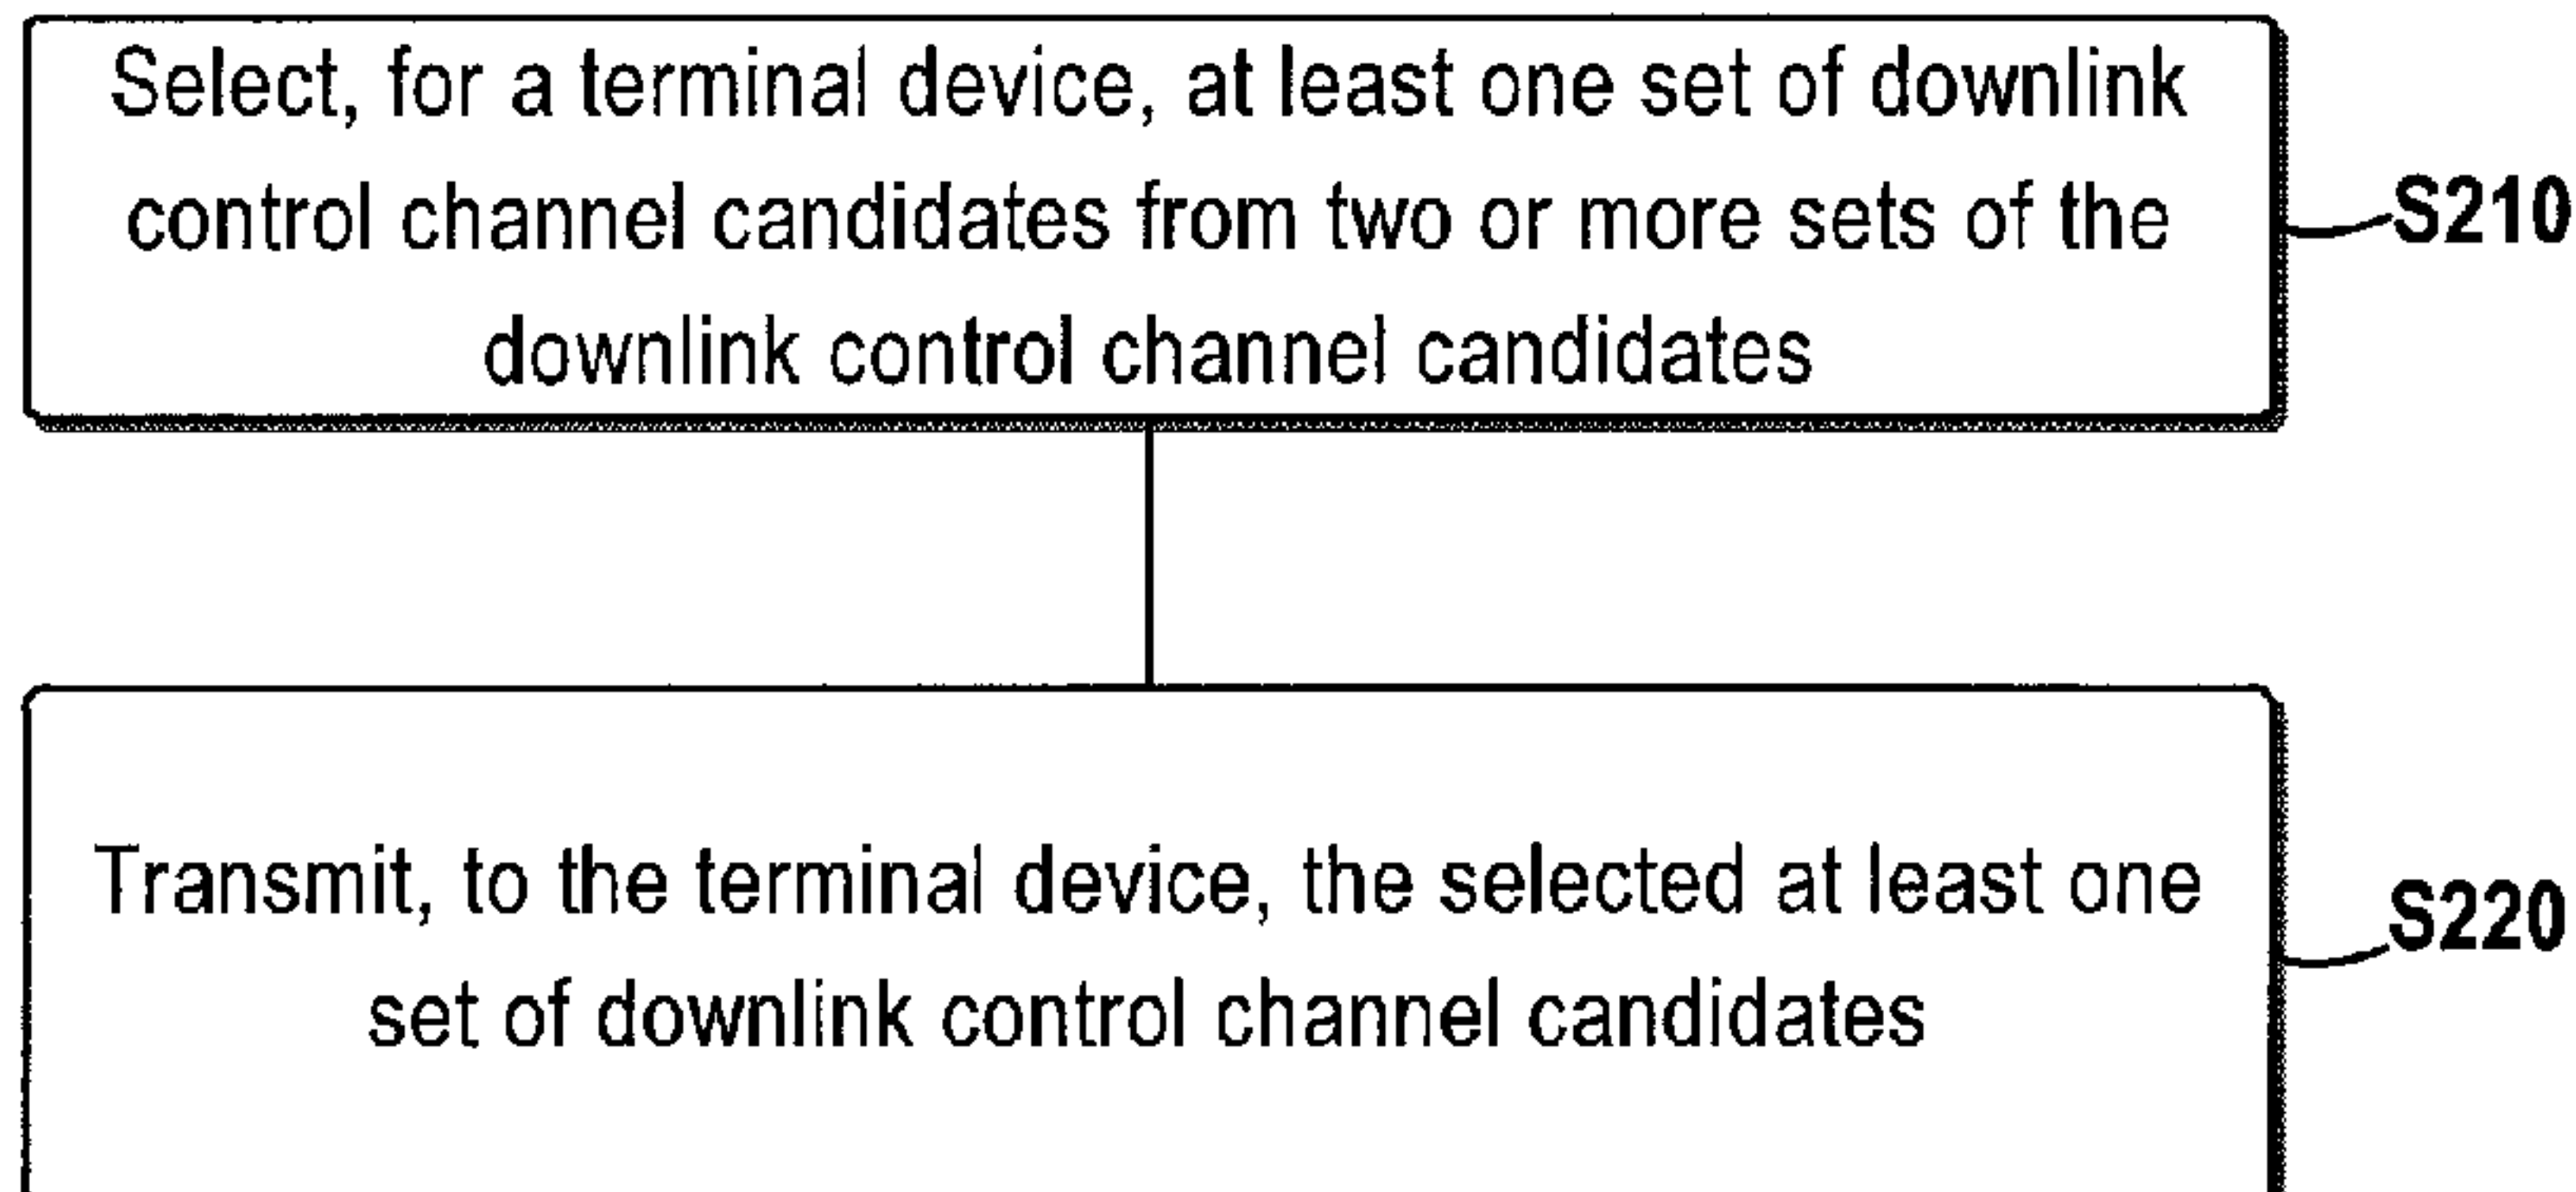 Select, for a terminal device, at least one set of downlink
control channel candidates from two or more sets of the
downlink control channel candidates
S210
Transmit, to the terminal device, the selected at least one
set of downlink control channel candidates
S220